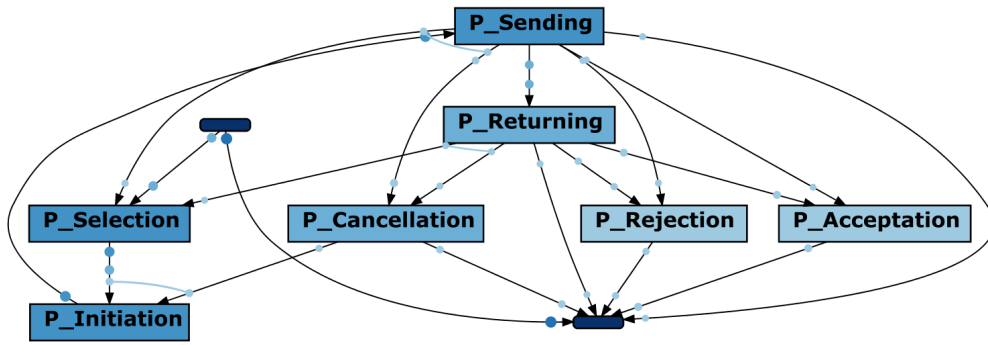 P_Sending
P_Returning
P_Selection
P_Cancellation
P_Rejection
P_Acceptation
P_Initiation